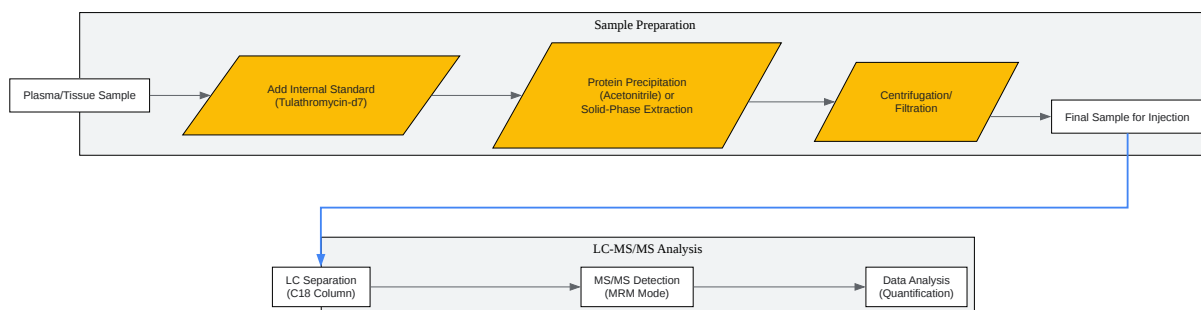 Sample Preparation
Plasma/Tissue Sample
Add Internal Standard
(Tulathromycin-d7)
Protein Precipitation
(Acetonitrile) or
Solid-Phase Extraction
Centrifugation/
Filtration
Final Sample for Injection
LC-MS/MS Analysis
LC Separation
(C18 Column)
MS/MS Detection
(MRM Mode)
Data Analysis
(Quantification)